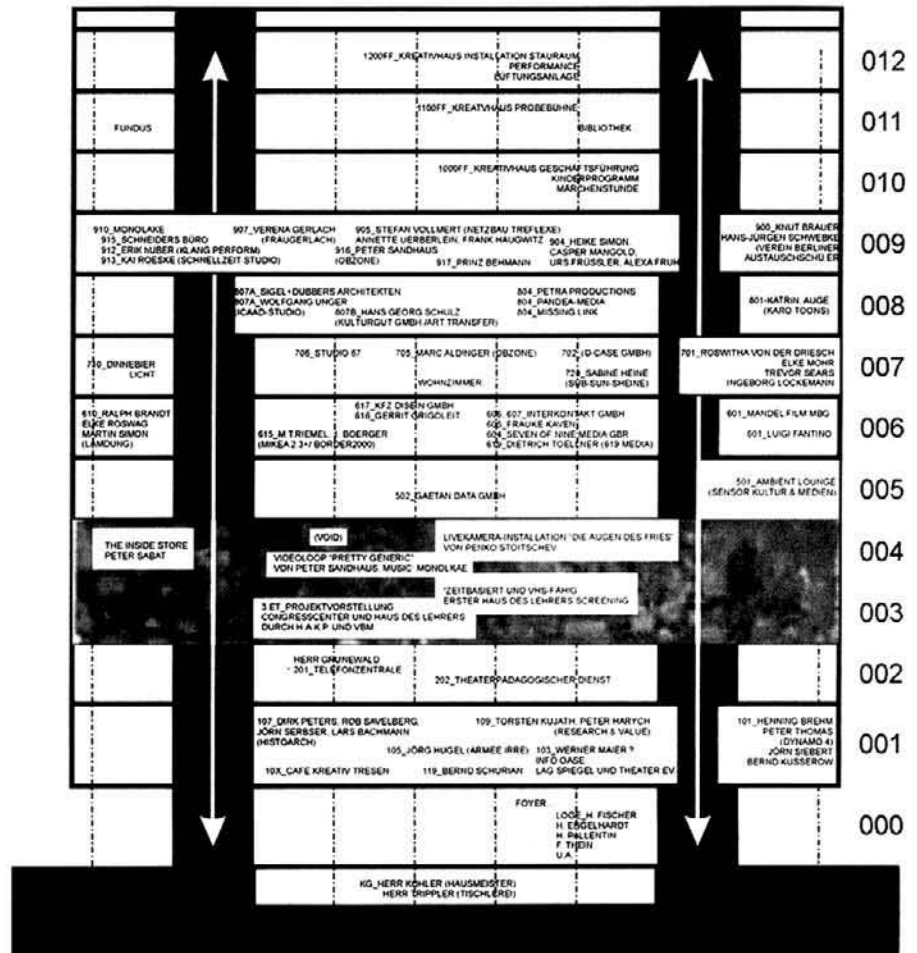 1200FF_KREATIVHAUS INSTALLATION STAURAUM
PERFORMANCE
LÜFTUNGSANLAGE
012
1100FF_KREATVHAUS PROBEBÜHNE
FUNDUS
BIBLIOTHEK
011
1000FF_KREATIVHAUS GESCHÄFTSFÜHRUNG
KINDERPROGRAMM
MÄRCHENSTUNDE
010
910_MONOLAKE
915_SCHNEIDERS BÜRO
912_ERIK HUBER (KLANG PERFORM)
913_KAI ROESKE (SCHNELLZEIT STUDIO)
907_VERENA GERLACH
(FRAUGERLACH)
905_STEFAN VOLLMERT (NETZBAU TREFLEXE)
ANNETTE UERBERLEIN, FRANK HAUGWITZ
916_PETER SANDHAUS
(OBZONE)
917_PRINZ BEHMANN
904_HEIKE SIMON,
CASPER MANGOLD,
URS FRÜSSLER, ALEXA FRUH
900_KNUT BRAUER
HANS-JÜRGEN SCHWEBKE
(VEREIN BERLINER
AUSTAUSCHSCHÜLER
009
807A_SIGEL+DUBBERS ARCHITEKTEN
807A_WOLFGANG UNGER
(ICAAD-STUDIO)
807B_HANS GEORG SCHULZ
(KULTURGUT GMBH /ART TRANSFER)
804_PETRA PRODUCTIONS
804_PANDEA-MEDIA
804_MISSING LINK
801-KATRIN AUGE
(KARO TOONS)
008
730_DINNEBIER
LICHT
706_STUDIO 67
705_MARC ALDINGER (OBZONE)
WOHNZIMMER
702_(D-CASE GMBH)
720_SABINE HEINE
(SUB-SUN-SHEINE)
701_ROSWITHA VON DER DRIESCH
ELKE MOHR
TREVOR SEARS
INGEBORG LOCKEMANN
007
610_RALPH BRANDT
ELKE ROSWAG
MARTIN SIMON
(LAMDUNG)
617_KFZ DISEIN GMBH
616_GERRIT GRIGOLEIT
615_M TRIEMEL, J. BOERGER
(MIKEA 2 3+/ BORDER2000)
606_607_INTERKONTAKT GMBH
605_FRAUKE KAVEN
604_SEVEN OF NINE MEDIA GBR
619_DIETRICH TOELLNER (619 MEDIA)
601_MANDEL FILM MBG
601_LUIGI FANTINO
006
502_GAETAN DATA GMBH
501_AMBIENT LOUNGE
(SENSOR KULTUR & MEDIEN)
005
THE INSIDE STORE
PETER SABAT
(VOID)
VIDEOLOOP "PRETTY GENERIC"
VON PETER SANDHAUS, MUSIC: MONOLKAE
LIVEKAMERA-INSTALLATION "DIE AUGEN DES FRIES"
VON PENKO STOITSCHEV
004
"ZEITBASIERT UND VHS-FÄHIG
ERSTER HAUS DES LEHRERS SCREENING
3.ET_PROJEKTVORSTELLUNG
CONGRESSCENTER UND HAUS DES LEHRERS
DURCH H.A.K.P UND VBM
003
HERR GRUNEWALD
201_TELEFONZENTRALE
202_THEATERPÄDAGOGISCHER DIENST
002
107_DIRK PETERS, ROB SAVELBERG,
JÖRN SERBSER, LARS BACHMANN
(HISTOARCH)
105_JÖRG HUGEL (ARMEE IRRE)
10X_CAFE KREATIV TRESEN
119_BERND SCHURIAN
109_TORSTEN KUJATH, PETER HARYCH
(RESEARCH & VALUE)
103_WERNER MAIER ?
INFO OASE
LAG SPIEGEL UND THEATER EV
101_HENNING BREHM
PETER THOMAS
(DYNAMO 4)
JÖRN SIEBERT
BERND KUSSEROW
001
FOYER
LOGE_H. FISCHER
H. ENGELHARDT
H. PALLENTIN
F. THEIN
U.A.
000
KG_HERR KOHLER (HAUSMEISTER)
HERR TRIPPLER (TISCHLEREI)